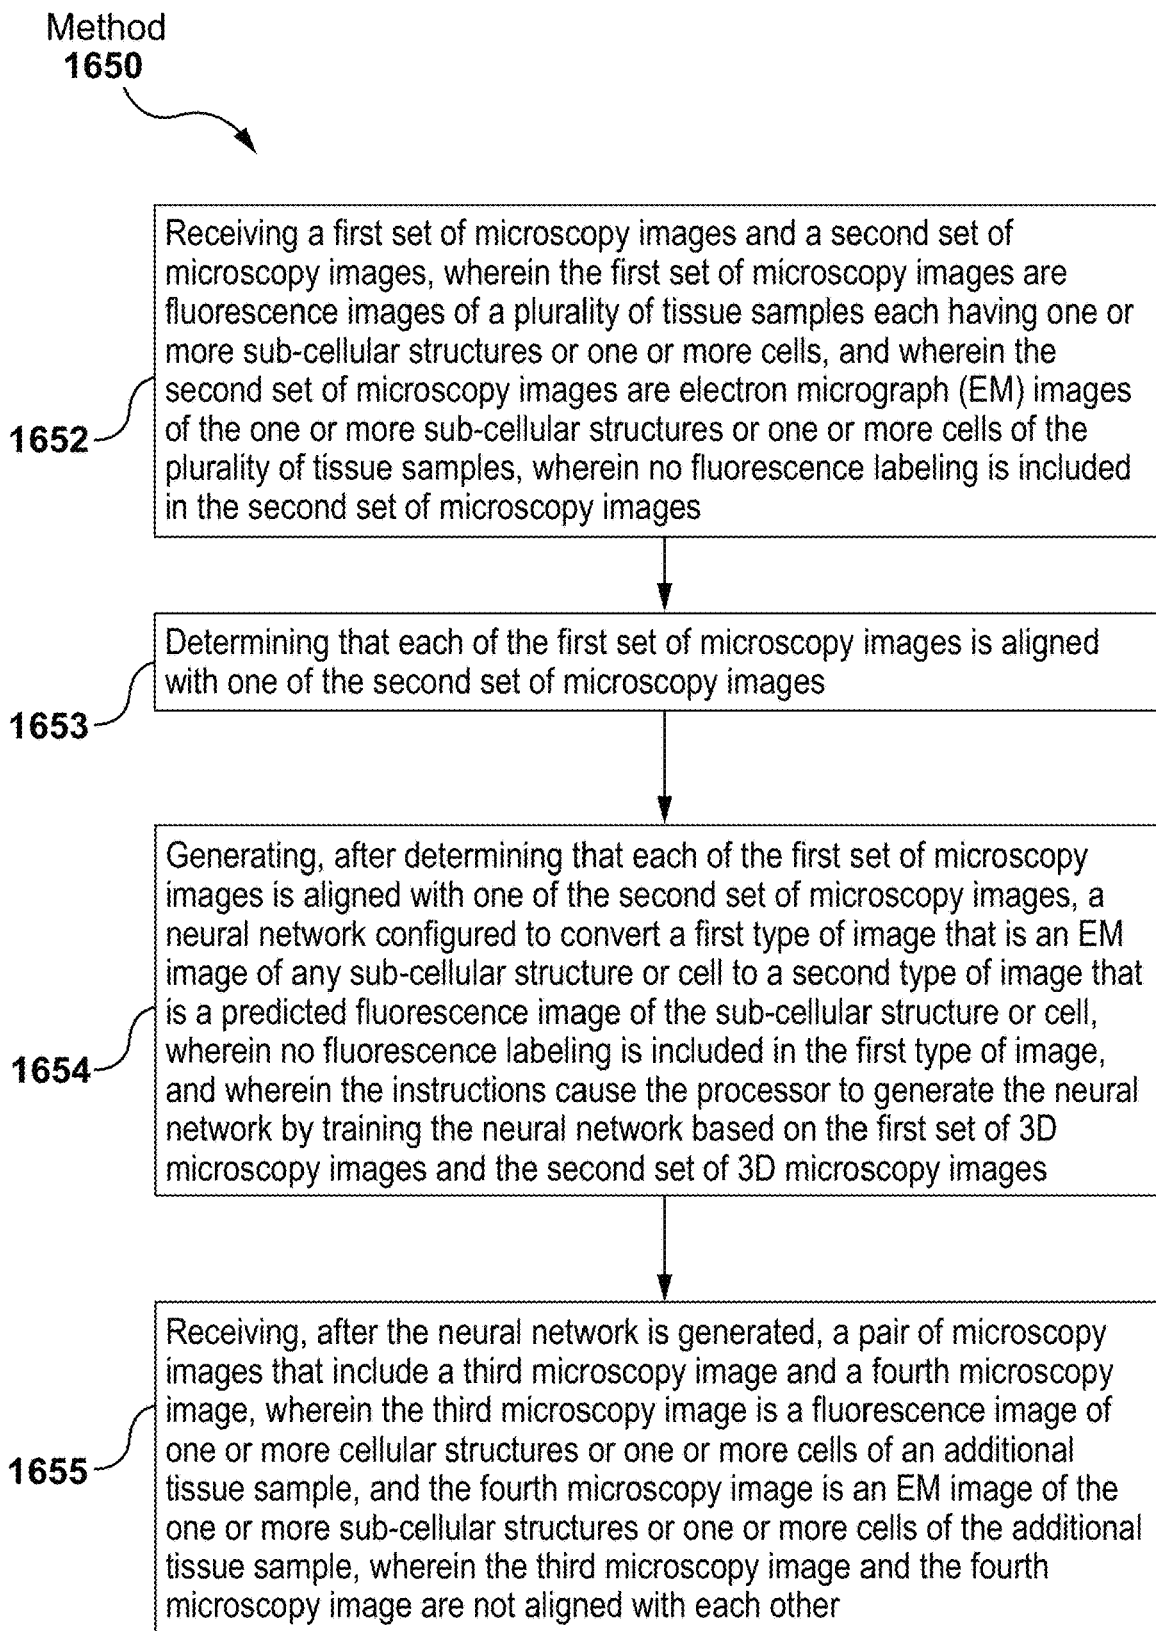 Method
1650
Receiving a first set of microscopy images and a second set of
microscopy images, wherein the first set of microscopy images are
fluorescence images of a plurality of tissue samples each having one or
more sub-cellular structures or one or more cells, and wherein the
second set of microscopy images are electron micrograph (EM) images
of the one or more sub-cellular structures or one or more cells of the
plurality of tissue samples, wherein no fluorescence labeling is included
in the second set of microscopy images
1652
Determining that each of the first set of microscopy images is aligned
with one of the second set of microscopy images
1653
Generating, after determining that each of the first set of microscopy
images is aligned with one of the second set of microscopy images, a
neural network configured to convert a first type of image that is an EM
image of any sub-cellular structure or cell to a second type of image that
is a predicted fluorescence image of the sub-cellular structure or cell,
wherein no fluorescence labeling is included in the first type of image,
and wherein the instructions cause the processor to generate the neural
network by training the neural network based on the first set of 3D
microscopy images and the second set of 3D microscopy images
1654
Receiving, after the neural network is generated, a pair of microscopy
images that include a third microscopy image and a fourth microscopy
image, wherein the third microscopy image is a fluorescence image of
one or more cellular structures or one or more cells of an additional
tissue sample, and the fourth microscopy image is an EM image of the
one or more sub-cellular structures or one or more cells of the additional
tissue sample, wherein the third microscopy image and the fourth
microscopy image are not aligned with each other
1655